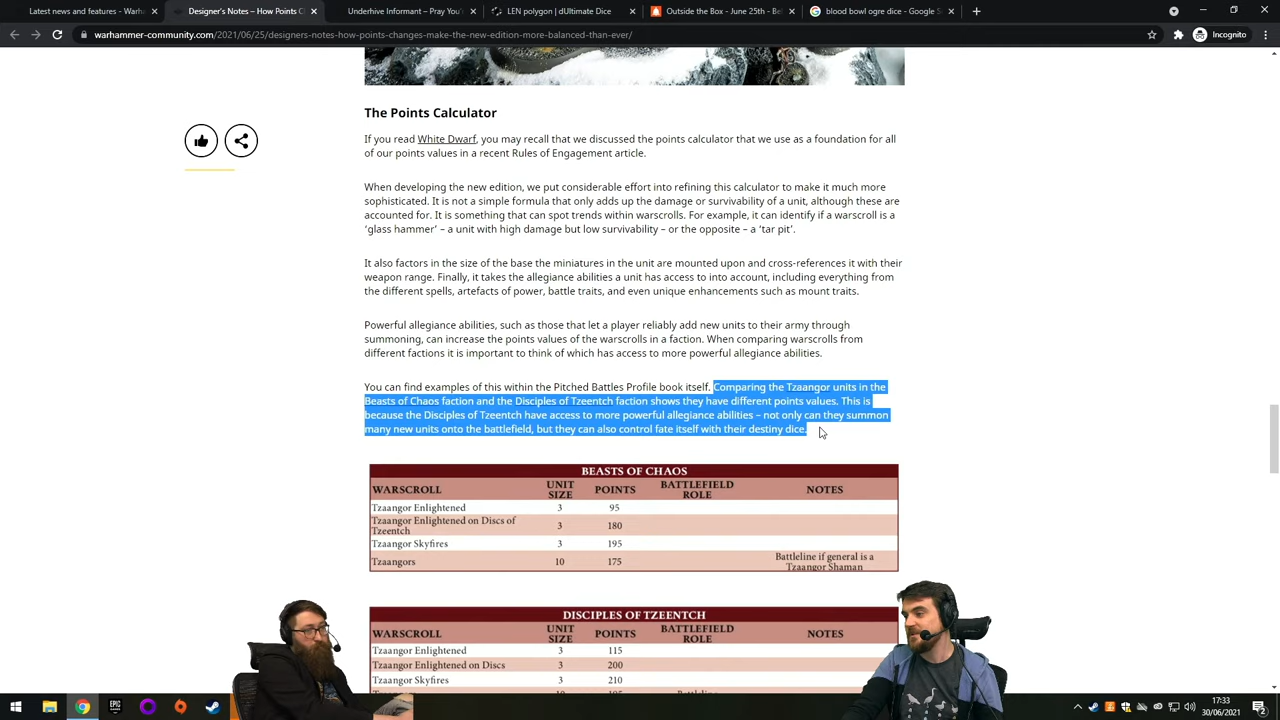 Latest news and features - Warha
Designer's Notes – How Points C
Underhive Informant – Pray You
LEN polygon | dUltimate Dice
Outside the Box - June 25th - Bel
blood bowl ogre dice - Google S
warhammer-community.com/2021/06/25/designers-notes-how-points-changes-make-the-new-edition-more-balanced-than-ever/
Incognito
The Points Calculator
If you read White Dwarf, you may recall that we discussed the points calculator that we use as a foundation for all
of our points values in a recent Rules of Engagement article.
When developing the new edition, we put considerable effort into refining this calculator to make it much more
sophisticated. It is not a simple formula that only adds up the damage or survivability of a unit, although these are
accounted for. It is something that can spot trends within warscrolls. For example, it can identify if a warscroll is a
‘glass hammer’ – a unit with high damage but low survivability – or the opposite – a ‘tar pit’.
It also factors in the size of the base the miniatures in the unit are mounted upon and cross-references it with their
weapon range. Finally, it takes the allegiance abilities a unit has access to into account, including everything from
the different spells, artefacts of power, battle traits, and even unique enhancements such as mount traits.
Powerful allegiance abilities, such as those that let a player reliably add new units to their army through
summoning, can increase the points values of the warscrolls in a faction. When comparing warscrolls from
different factions it is important to think of which has access to more powerful allegiance abilities.
You can find examples of this within the Pitched Battles Profile book itself. Comparing the Tzaangor units in the
Beasts of Chaos faction and the Disciples of Tzeentch faction shows they have different points values. This is
because the Disciples of Tzeentch have access to more powerful allegiance abilities – not only can they summon
many new units onto the battlefield, but they can also control fate itself with their destiny dice.
BEASTS OF CHAOS
WARSCROLL UNIT SIZE POINTS BATTLEFIELD ROLE NOTES
Tzaangor Enlightened 3 95
Tzaangor Enlightened on Discs of Tzeentch 3 180
Tzaangor Skyfires 3 195
Tzaangors 10 175 Battleline if general is a Tzaangor Shaman
DISCIPLES OF TZEENTCH
WARSCROLL UNIT SIZE POINTS BATTLEFIELD ROLE NOTES
Tzaangor Enlightened 3 115
Tzaangor Enlightened on Discs 3 200
Tzaangor Skyfires 3 210
EPIC
17:33
30/06/2021